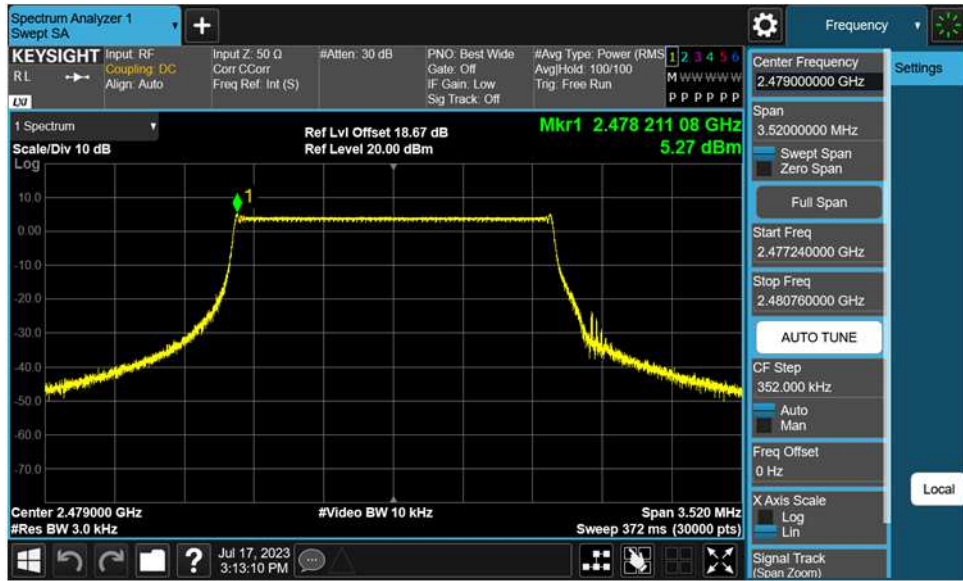 Spectrum Analyzer 1
Swept SA
+
Frequency
KEYSIGHT
RL
LXI
Input: RF
Coupling: DC
Align: Auto
Input Z: 50 Ω
Corr CCorr
Freq Ref: Int (S)
#Atten: 30 dB
PNO: Best Wide
Gate: Off
IF Gain: Low
Sig Track: Off
#Avg Type: Power (RMS
Avg|Hold: 100/100
Trig: Free Run
1 2 3 4 5 6
M W W W W W
P P P P P P
1 Spectrum
Scale/Div 10 dB
Ref Lvl Offset 18.67 dB
Ref Level 20.00 dBm
Mkr1 2.478 211 08 GHz
5.27 dBm
Log
10.0
0.00
-10.0
-20.0
-30.0
-40.0
-50.0
-60.0
-70.0
1
Center 2.479000 GHz
#Res BW 3.0 kHz
#Video BW 10 kHz
Span 3.520 MHz
Sweep 372 ms (30000 pts)
Jul 17, 2023
3:13:10 PM
?
Center Frequency
2.479000000 GHz
Span
3.52000000 MHz
Swept Span
Zero Span
Full Span
Start Freq
2.477240000 GHz
Stop Freq
2.480760000 GHz
AUTO TUNE
CF Step
352.000 kHz
Auto
Man
Freq Offset
0 Hz
X Axis Scale
Log
Lin
Signal Track
(Span Zoom)
Settings
Local